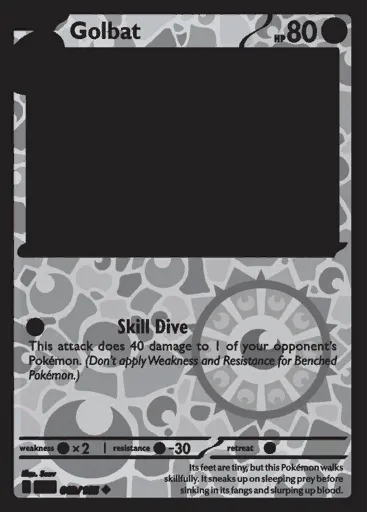 Golbat HP 80
Skill Dive
This attack does 40 damage to 1 of your opponent's
Pokémon. (Don't apply Weakness and Resistance for Benched
Pokémon.)
weakness ×2 resistance -30 retreat
Its feet are tiny, but this Pokémon walks
skillfully. It sneaks up on sleeping prey before
sinking in its fangs and slurping up blood.